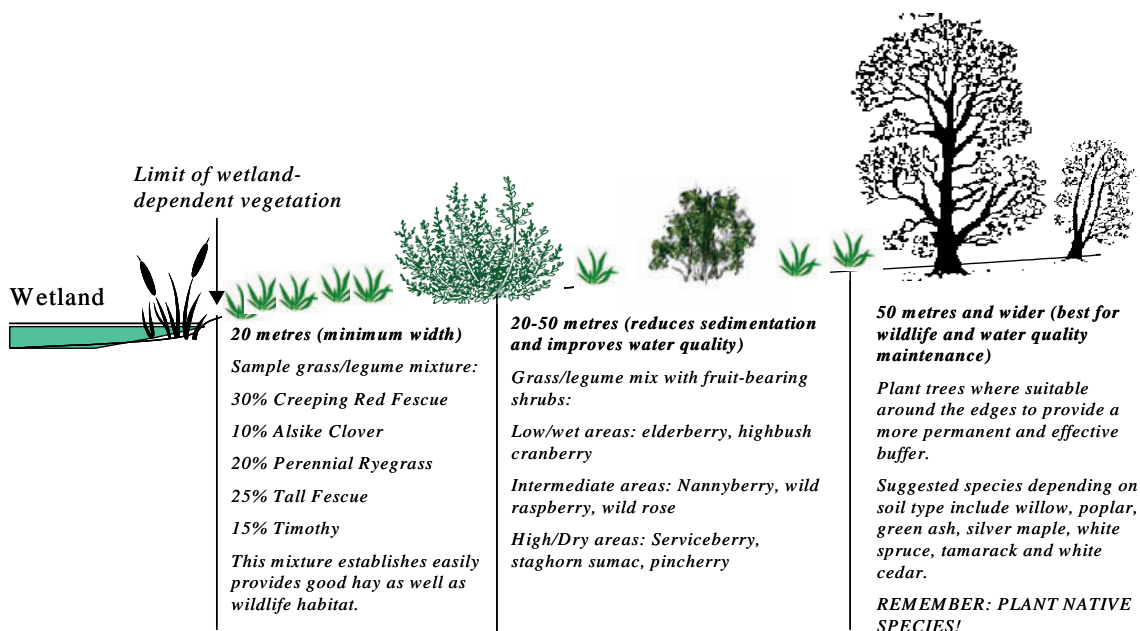 Limit of wetland-
dependent vegetation
Wetland
20 metres (minimum width)
Sample grass/legume mixture:
30% Creeping Red Fescue
10% Alsike Clover
20% Perennial Ryegrass
25% Tall Fescue
15% Timothy
This mixture establishes easily
provides good hay as well as
wildlife habitat.
20-50 metres (reduces sedimentation
and improves water quality)
Grass/legume mix with fruit-bearing
shrubs:
Low/wet areas: elderberry, highbush
cranberry
Intermediate areas: Nannyberry, wild
raspberry, wild rose
High/Dry areas: Serviceberry,
staghorn sumac, pincherry
50 metres and wider (best for
wildlife and water quality
maintenance)
Plant trees where suitable
around the edges to provide a
more permanent and effective
buffer.
Suggested species depending on
soil type include willow, poplar,
green ash, silver maple, white
spruce, tamarack and white
cedar.
REMEMBER: PLANT NATIVE
SPECIES!